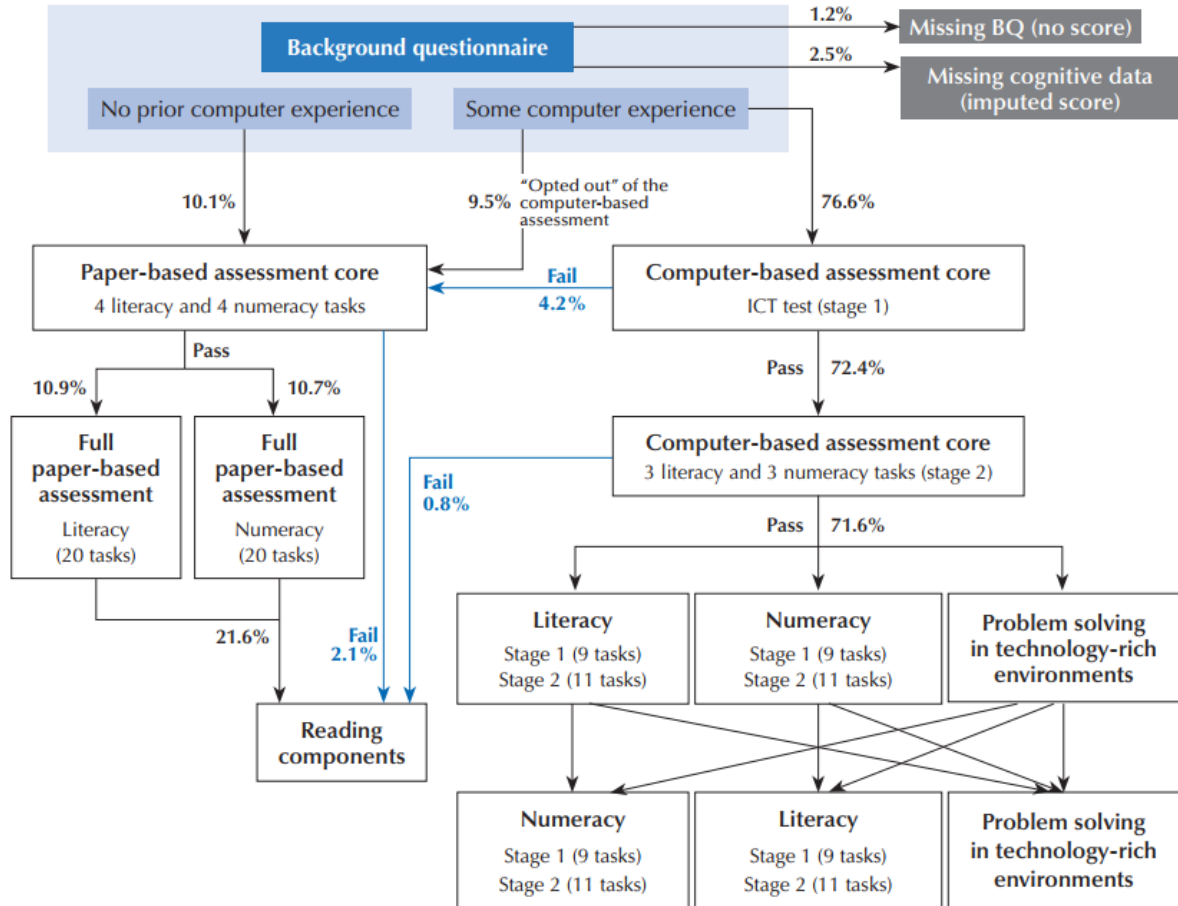 1.2%
Background questionnaire
Missing BQ (no score)
2.5%
Missing cognitive data
(imputed score)
No prior computer experience
Some computer experience
10.1%
9.5%
"Opted out" of the
computer-based
assessment
76.6%
Paper-based assessment core
4 literacy and 4 numeracy tasks
Fail
4.2%
Computer-based assessment core
ICT test (stage 1)
Pass
10.9%
10.7%
Pass
72.4%
Full
paper-based
assessment
Literacy
(20 tasks)
Full
paper-based
assessment
Numeracy
(20 tasks)
Computer-based assessment core
3 literacy and 3 numeracy tasks (stage 2)
Fail
0.8%
Pass
71.6%
21.6%
Fail
2.1%
Reading
components
Literacy
Stage 1 (9 tasks)
Stage 2 (11 tasks)
Numeracy
Stage 1 (9 tasks)
Stage 2 (11 tasks)
Problem solving
in technology-rich
environments
Numeracy
Stage 1 (9 tasks)
Stage 2 (11 tasks)
Literacy
Stage 1 (9 tasks)
Stage 2 (11 tasks)
Problem solving
in technology-rich
environments